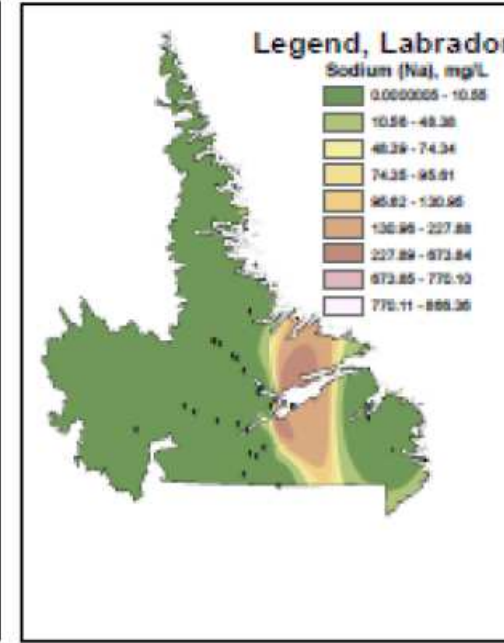 Legend, Labrador
Sodium (Na), mg/L
0.0000005 - 10.55
10.56 - 48.38
48.39 - 74.34
74.35 - 95.81
95.82 - 130.95
130.96 - 227.88
227.89 - 673.84
673.85 - 770.10
770.11 - 866.36